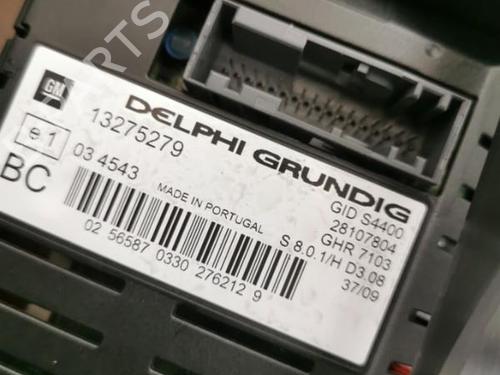 PARTS
GM
DELPHI GRUNDIG
13275279
e1
03 4543
BC
GID S4400
28107804
GHR 7103
MADE IN PORTUGAL
S 8.0.1/H D3.08
37/09
02 56587 0330 276212 9